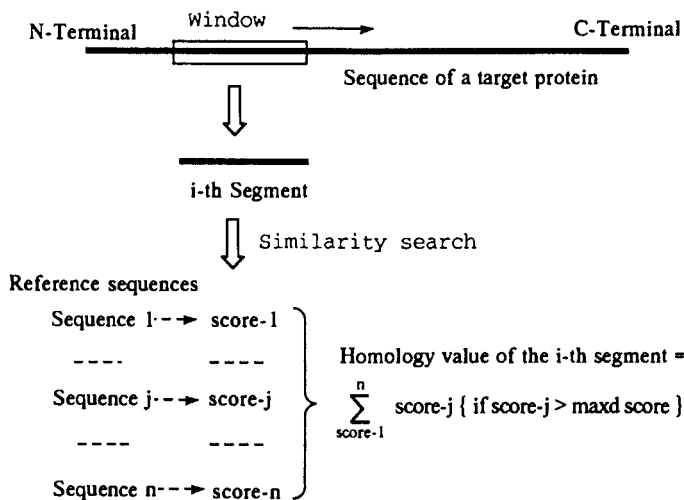 Window
N-Terminal
C-Terminal
Sequence of a target protein
i-th Segment
Similarity search
Reference sequences
Sequence 1 score-1
Sequence j score-j
Sequence n score-n
Homology value of the i-th segment =
n
∑ score-j { if score-j > maxd score }
score-1